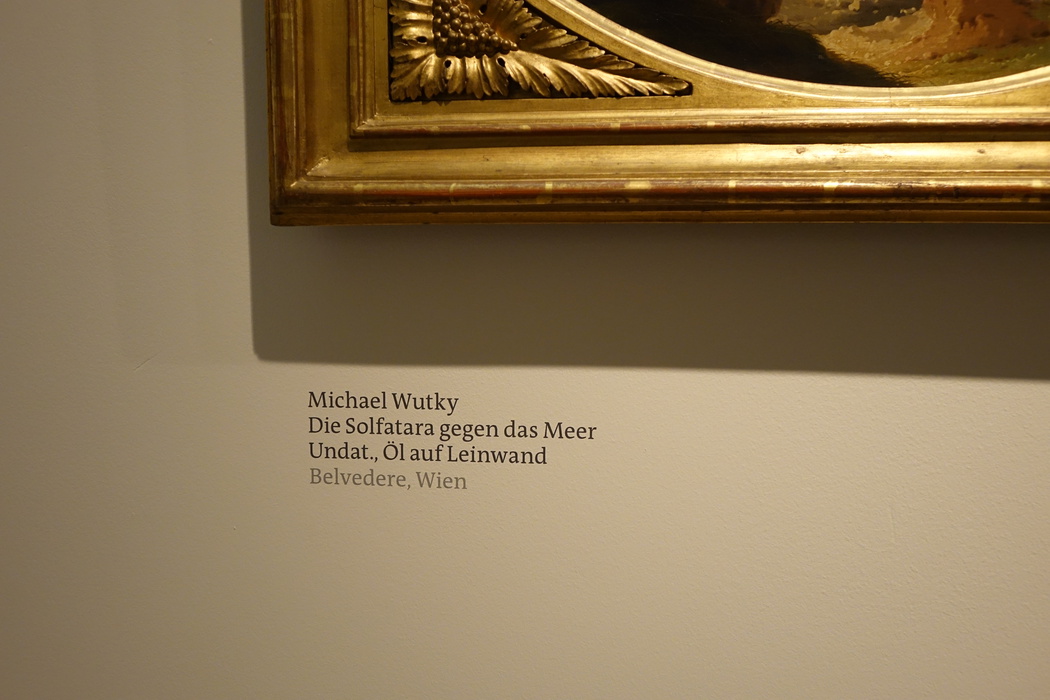 Michael Wutky
Die Solfatara gegen das Meer
Undat., Öl auf Leinwand
Belvedere, Wien